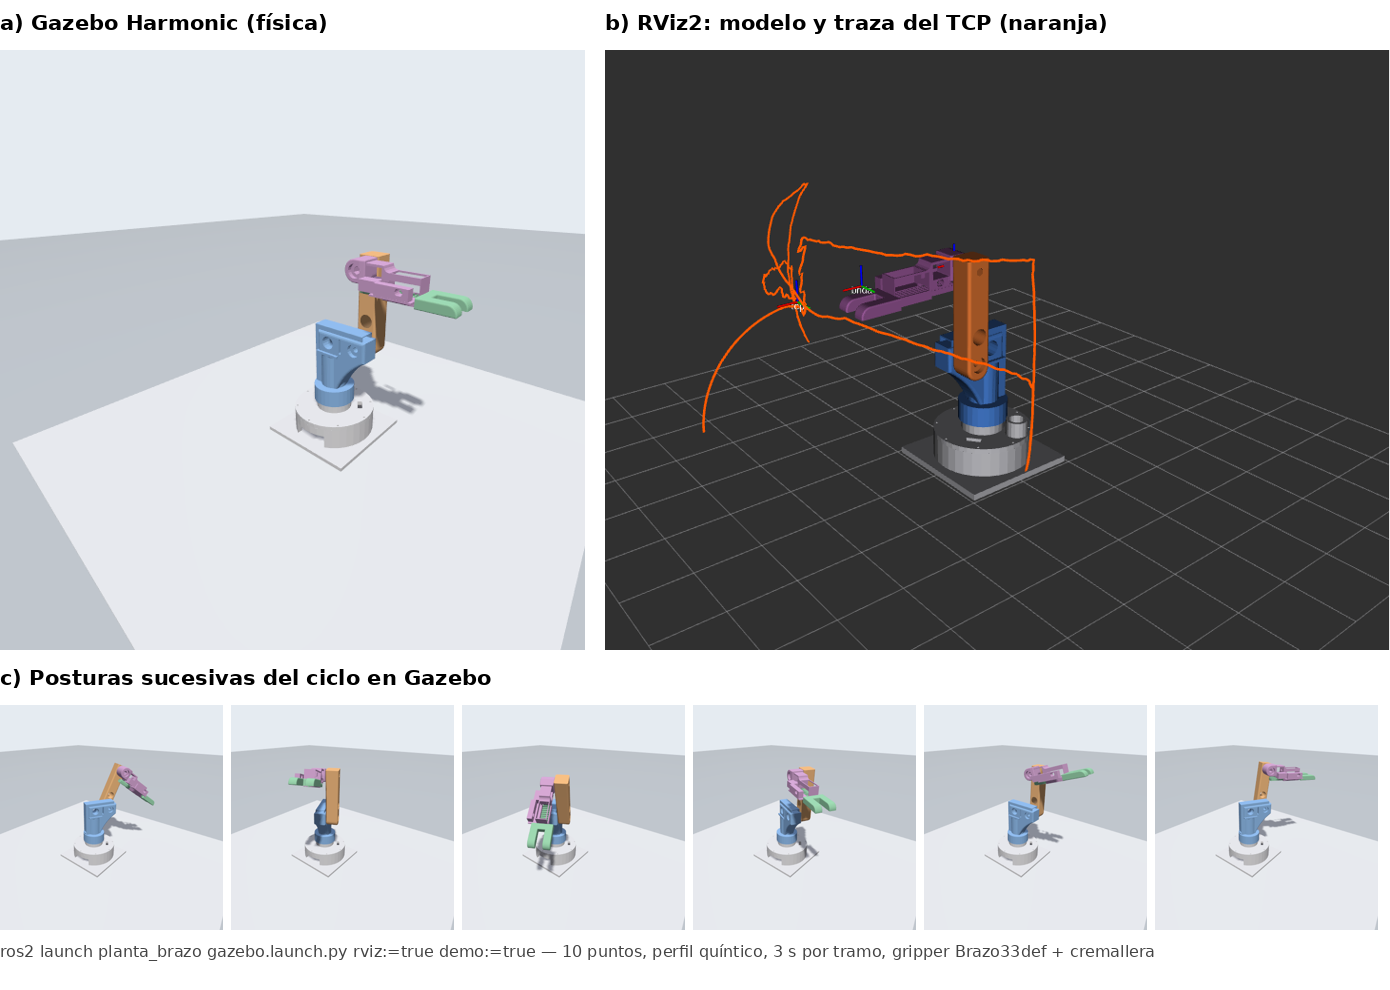 a) Gazebo Harmonic (física)
b) RViz2: modelo y traza del TCP (naranja)
tcp
c) Posturas sucesivas del ciclo en Gazebo
ros2 launch planta_brazo gazebo.launch.py rviz:=true demo:=true — 10 puntos, perfil quíntico, 3 s por tramo, gripper Brazo33def + cremallera